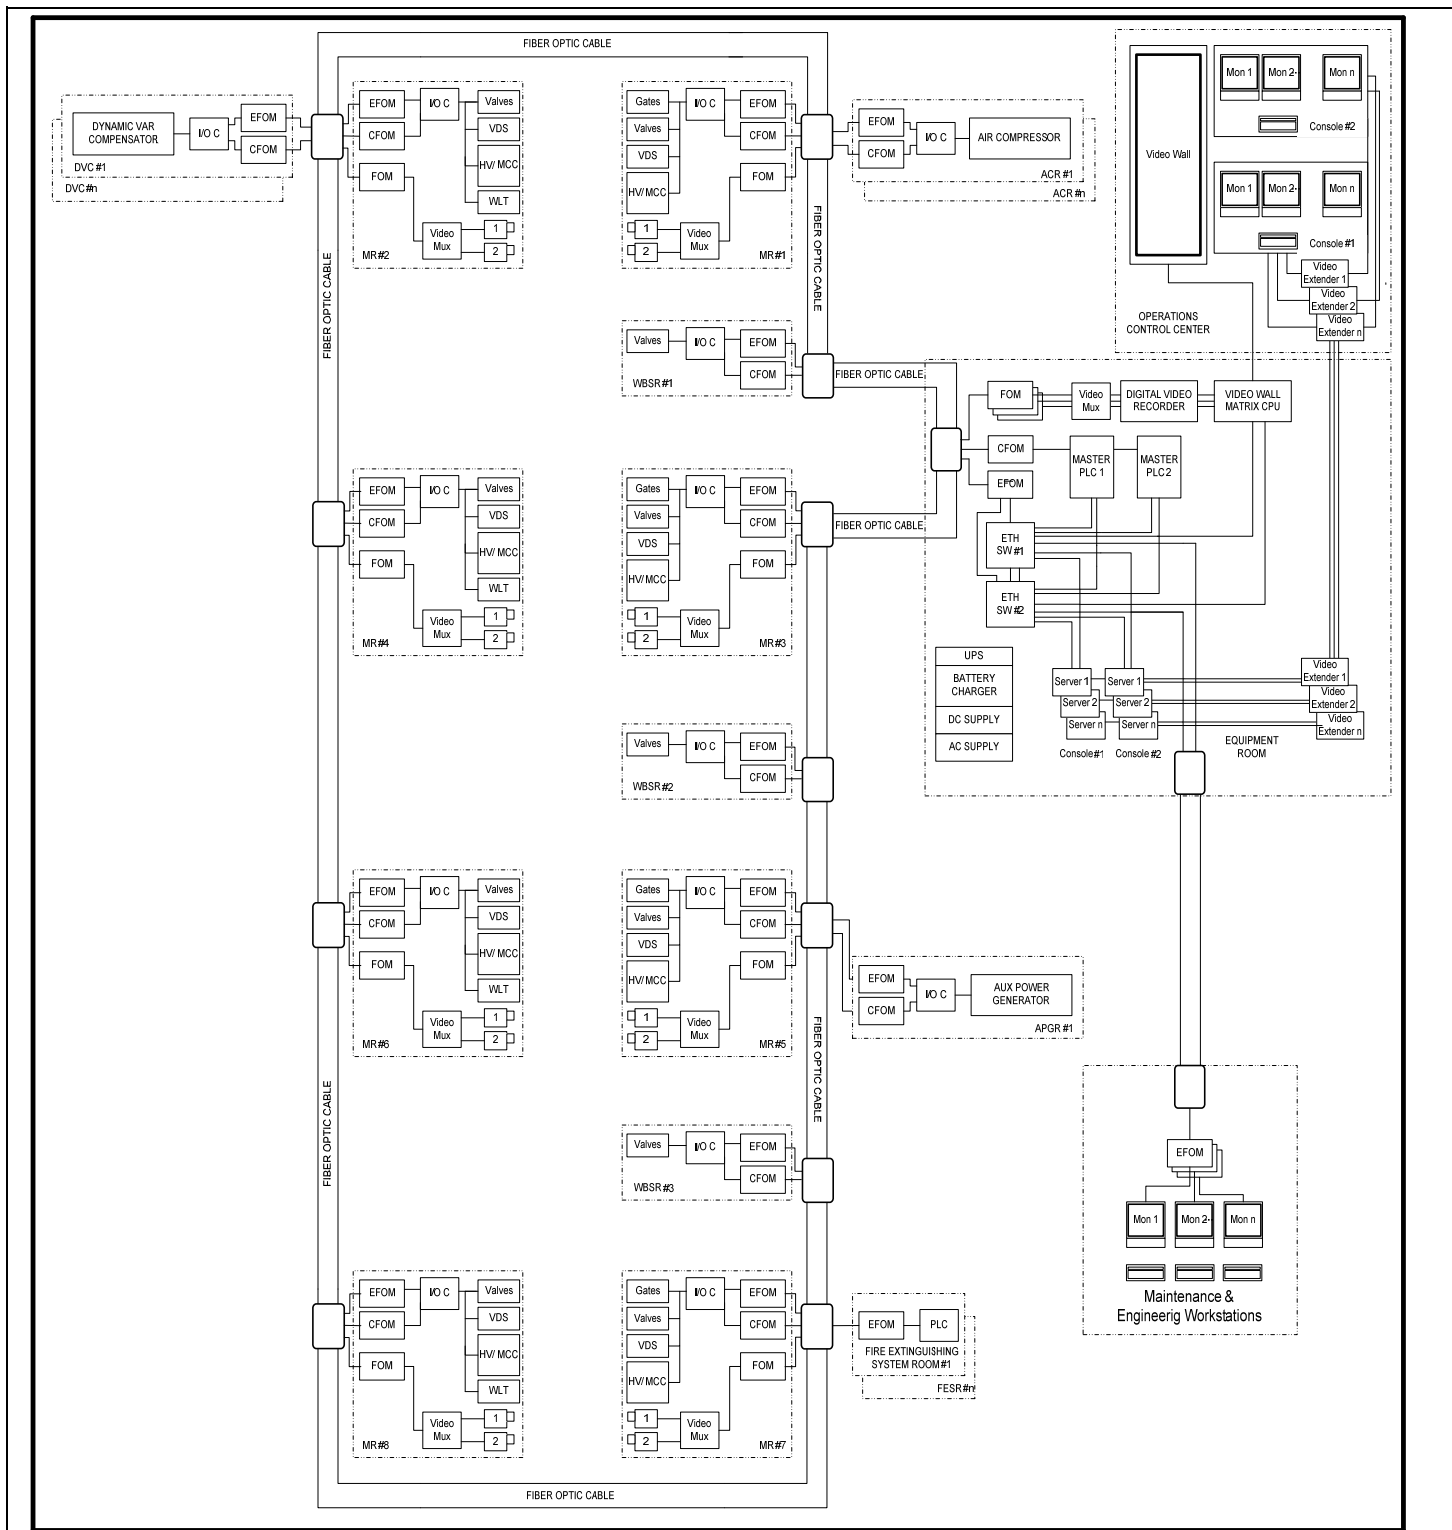 FIBER OPTIC CABLE
DVC #1
DVC #n
DYNAMIC VAR
COMPENSATOR
I/O C
EFOM
CFOM
EFOM
CFOM
FOM
I/O C
Valves
VDS
HV/ MCC
WLT
Video
Mux
1
2
MR#2
Gates
Valves
VDS
HV/ MCC
I/O C
EFOM
CFOM
FOM
1
2
Video
Mux
MR#1
EFOM
CFOM
I/O C
AIR COMPRESSOR
ACR #1
ACR #n
FIBER OPTIC CABLE
FIBER OPTIC CABLE
Video Wall
Mon 1
Mon 2
Mon n
Console #2
Mon 1
Mon 2
Mon n
Console #1
Video
Extender 1
Video
Extender 2
Video
Extender n
OPERATIONS
CONTROL CENTER
Valves
I/O C
EFOM
CFOM
WBSR #1
FIBER OPTIC CABLE
FOM
Video
Mux
DIGITAL VIDEO
RECORDER
VIDEO WALL
MATRIX CPU
CFOM
EFOM
MASTER
PLC 1
MASTER
PLC 2
ETH
SW #1
ETH
SW #2
UPS
BATTERY
CHARGER
DC SUPPLY
AC SUPPLY
Server 1
Server 2
Server n
Console #1
Server 1
Server 2
Server n
Console #2
Video
Extender 1
Video
Extender 2
Video
Extender n
EQUIPMENT
ROOM
EFOM
CFOM
FOM
I/O C
Valves
VDS
HV/ MCC
WLT
Video
Mux
1
2
MR#4
Gates
Valves
VDS
HV/ MCC
I/O C
EFOM
CFOM
FOM
1
2
Video
Mux
MR#3
FIBER OPTIC CABLE
Valves
I/O C
EFOM
CFOM
WBSR #2
EFOM
CFOM
FOM
I/O C
Valves
VDS
HV/ MCC
WLT
Video
Mux
1
2
MR#6
Gates
Valves
VDS
HV/ MCC
I/O C
EFOM
CFOM
FOM
1
2
Video
Mux
MR#5
EFOM
CFOM
I/O C
AUX POWER
GENERATOR
APGR #1
FIBER OPTIC CABLE
FIBER OPTIC CABLE
Valves
I/O C
EFOM
CFOM
WBSR #3
EFOM
Mon 1
Mon 2
Mon n
Maintenance &
Engineerig Workstations
EFOM
CFOM
FOM
I/O C
Valves
VDS
HV/ MCC
WLT
Video
Mux
1
2
MR#8
Gates
Valves
VDS
HV/ MCC
I/O C
EFOM
CFOM
FOM
1
2
Video
Mux
MR#7
EFOM
PLC
FIRE EXTINGUISHING
SYSTEM ROOM #1
FESR #n
FIBER OPTIC CABLE